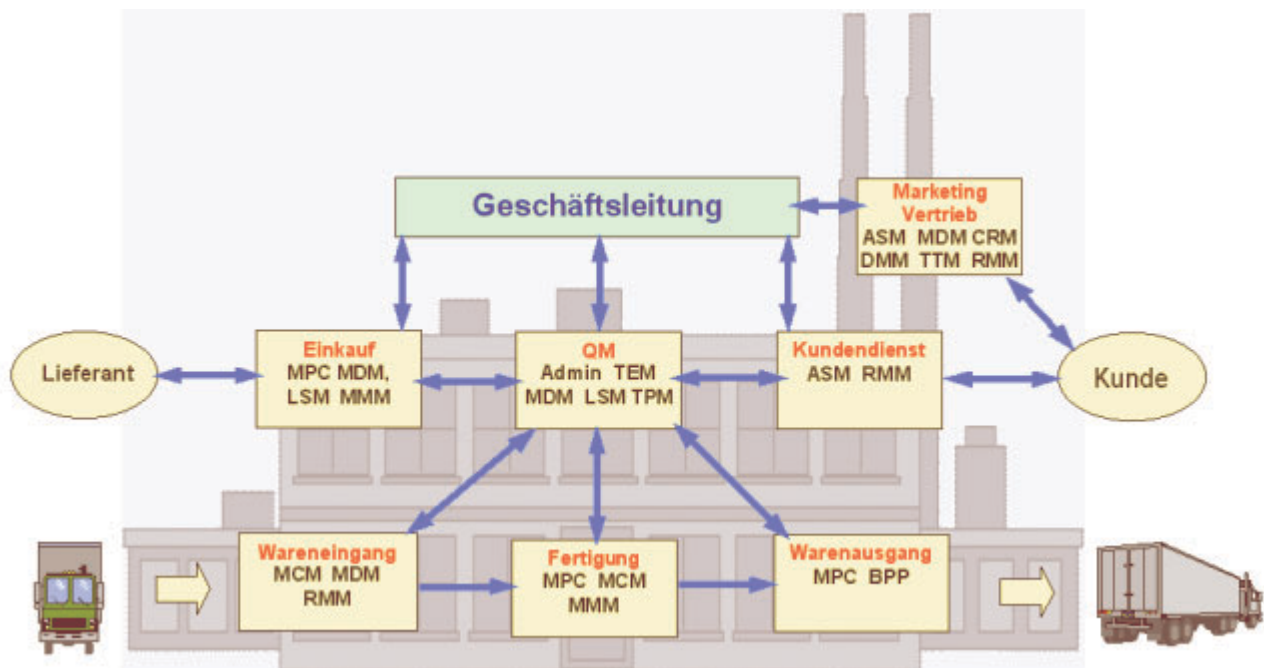 Geschäftsleitung
Marketing
Vertrieb
ASM MDM CRM
DMM TTM RMM
Lieferant
Einkauf
MPC MDM,
LSM MMM
QM
Admin TEM
MDM LSM TPM
Kundendienst
ASM RMM
Kunde
Wareneingang
MCM MDM
RMM
Fertigung
MPC MCM
MMM
Warenausgang
MPC BPP